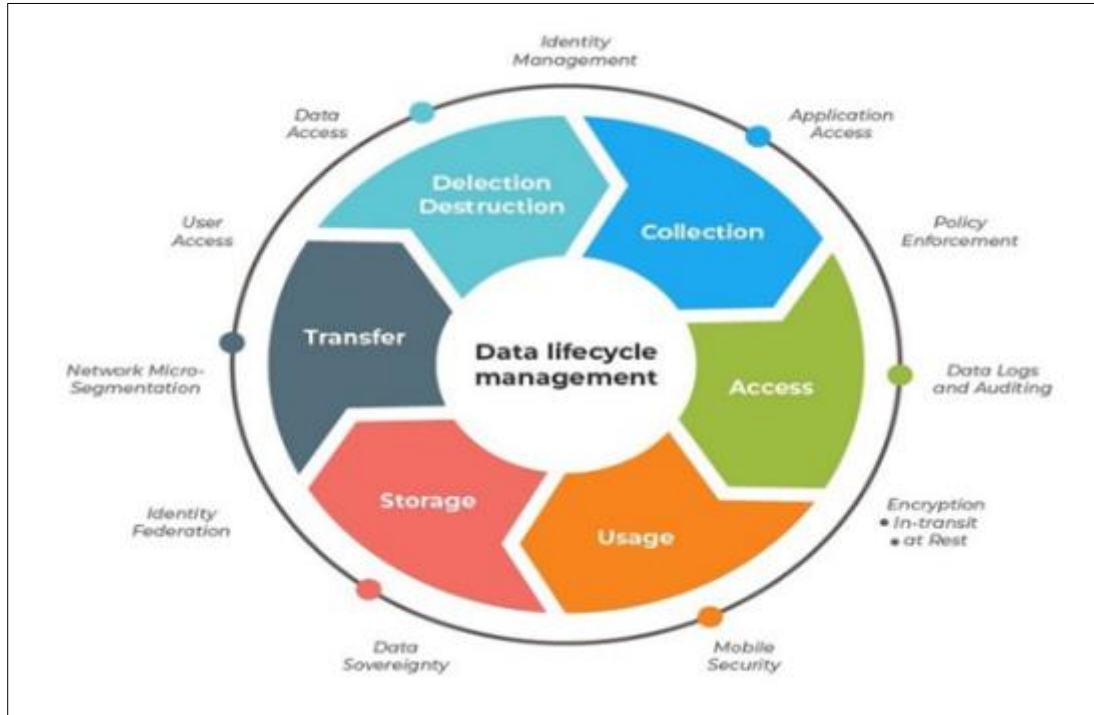 Identity
Management
Data
Access
Application
Access
Delection
Destruction
User
Access
Collection
Policy
Enforcement
Transfer
Data lifecycle
management
Network Micro-
Segmentation
Access
Data Logs
and Auditing
Storage
Usage
Identity
Federation
Encryption
• In-transit
• at Rest
Data
Sovereignty
Mobile
Security